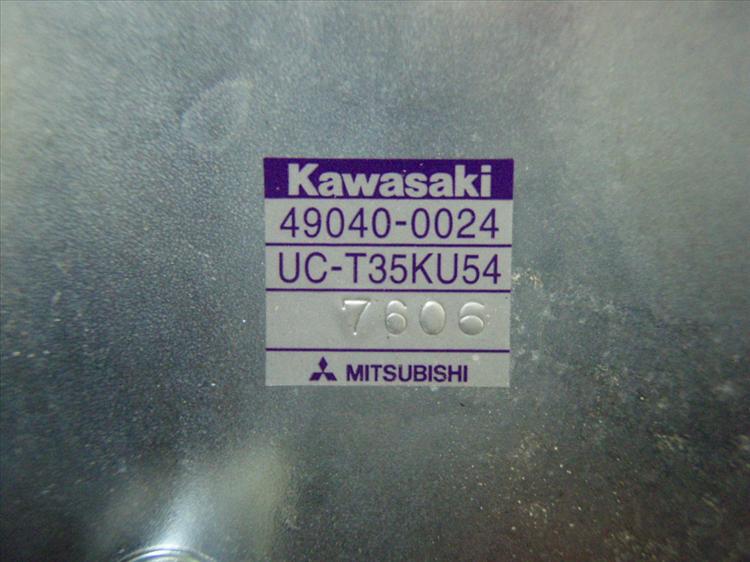 Kawasaki
49040-0024
UC-T35KU54
7606
MITSUBISHI